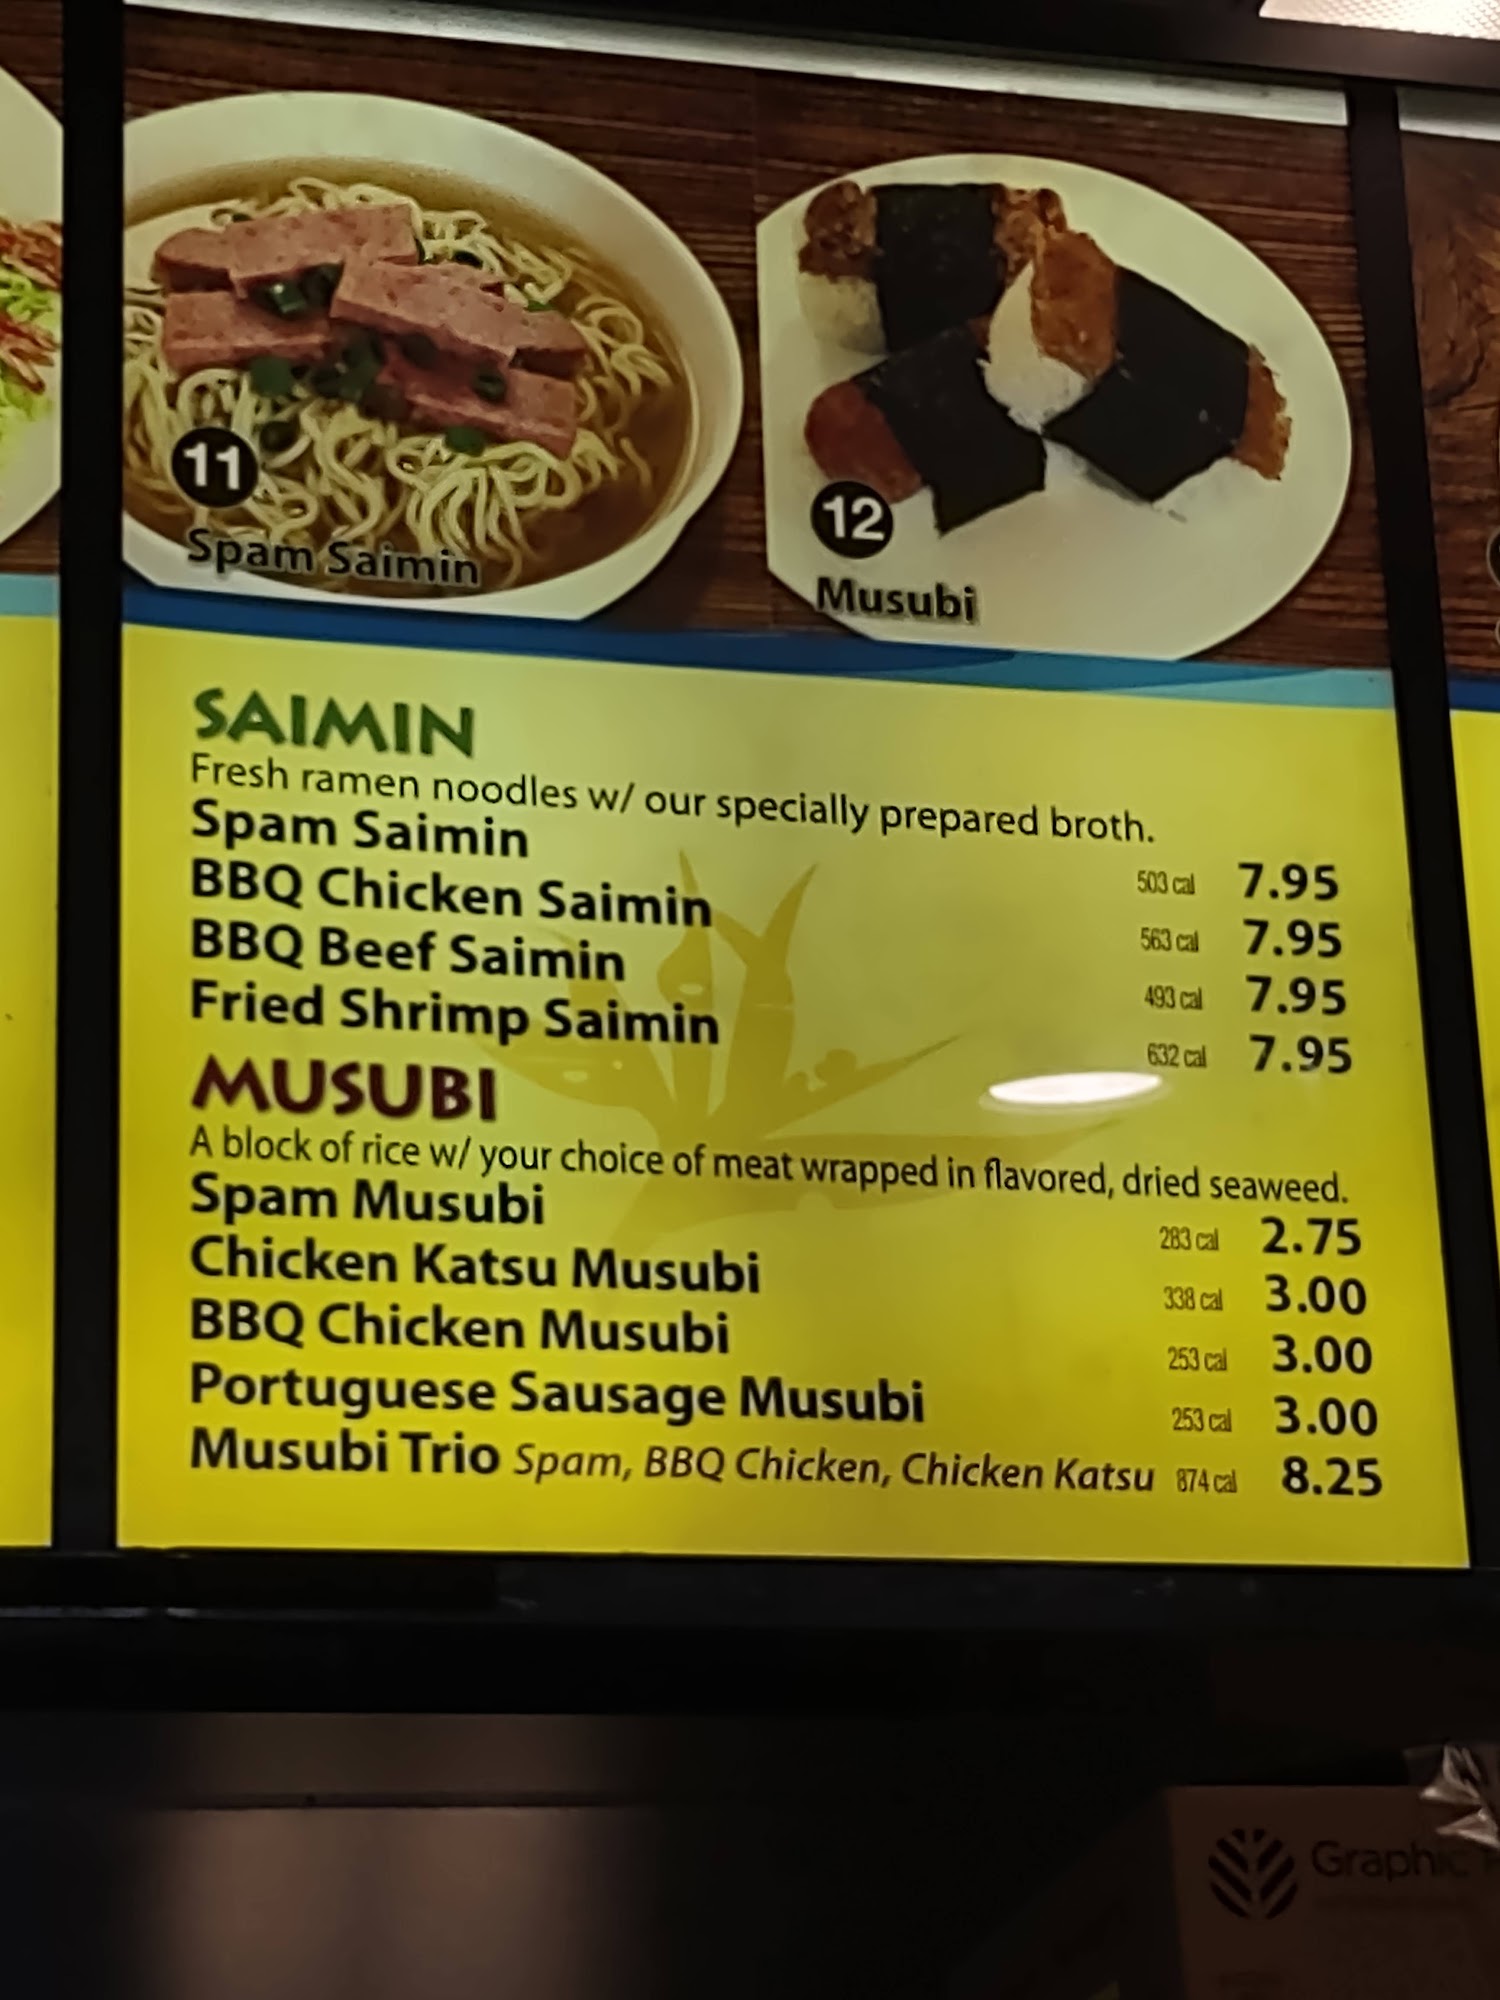 11
Spam Saimin
12
Musubi
SAIMIN
Fresh ramen noodles w/ our specially prepared broth.
Spam Saimin 503 cal 7.95
BBQ Chicken Saimin 563 cal 7.95
BBQ Beef Saimin 493 cal 7.95
Fried Shrimp Saimin 632 cal 7.95
MUSUBI
A block of rice w/ your choice of meat wrapped in flavored, dried seaweed.
Spam Musubi 283 cal 2.75
Chicken Katsu Musubi 338 cal 3.00
BBQ Chicken Musubi 253 cal 3.00
Portuguese Sausage Musubi 253 cal 3.00
Musubi Trio Spam, BBQ Chicken, Chicken Katsu 874 cal 8.25
Graphic